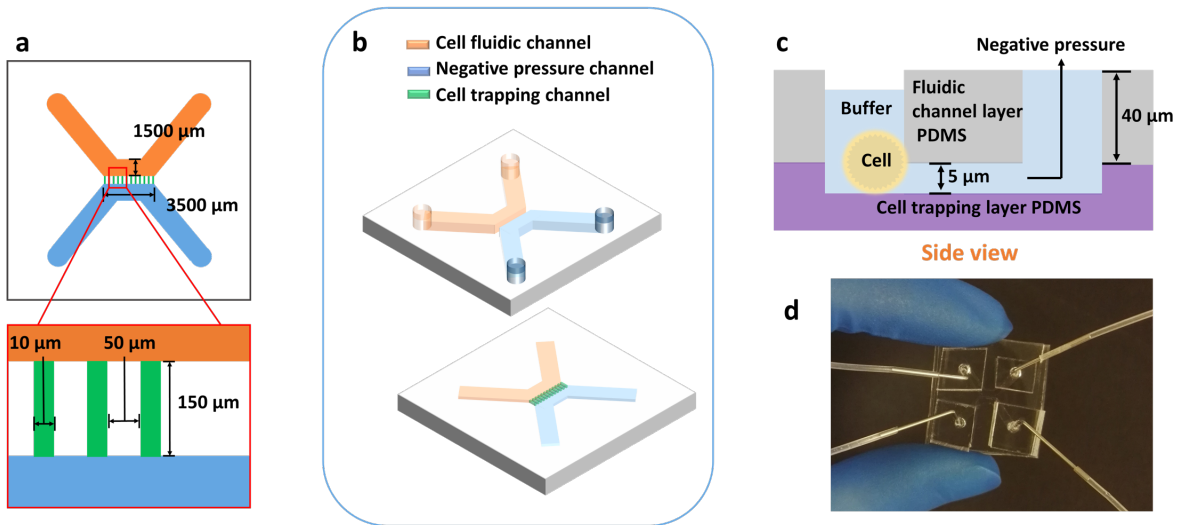 a
1500 μm
3500 μm
10 μm
50 μm
150 μm
b
Cell fluidic channel
Negative pressure channel
Cell trapping channel
c
Negative pressure
Buffer
Fluidic
channel layer
PDMS
40 μm
Cell
5 μm
Cell trapping layer PDMS
Side view
d